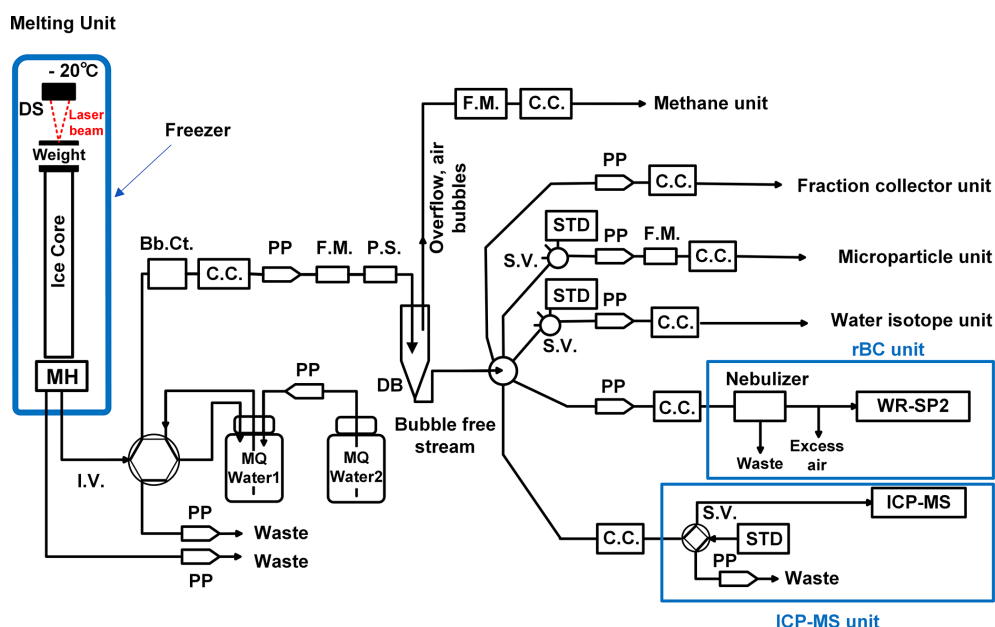 Melting Unit
- 20°C
DS
Laser
beam
Weight
Ice Core
MH
Freezer
Bb.Ct.
C.C.
PP
F.M.
P.S.
Overflow, air
bubbles
F.M.
C.C.
Methane unit
PP
C.C.
Fraction collector unit
STD
S.V.
PP
F.M.
C.C.
Microparticle unit
STD
S.V.
PP
C.C.
Water isotope unit
DB
Bubble free
stream
I.V.
MQ
Water1
PP
MQ
Water2
PP
Waste
PP
Waste
rBC unit
PP
C.C.
Nebulizer
WR-SP2
Waste
Excess
air
C.C.
S.V.
ICP-MS
STD
PP
Waste
ICP-MS unit